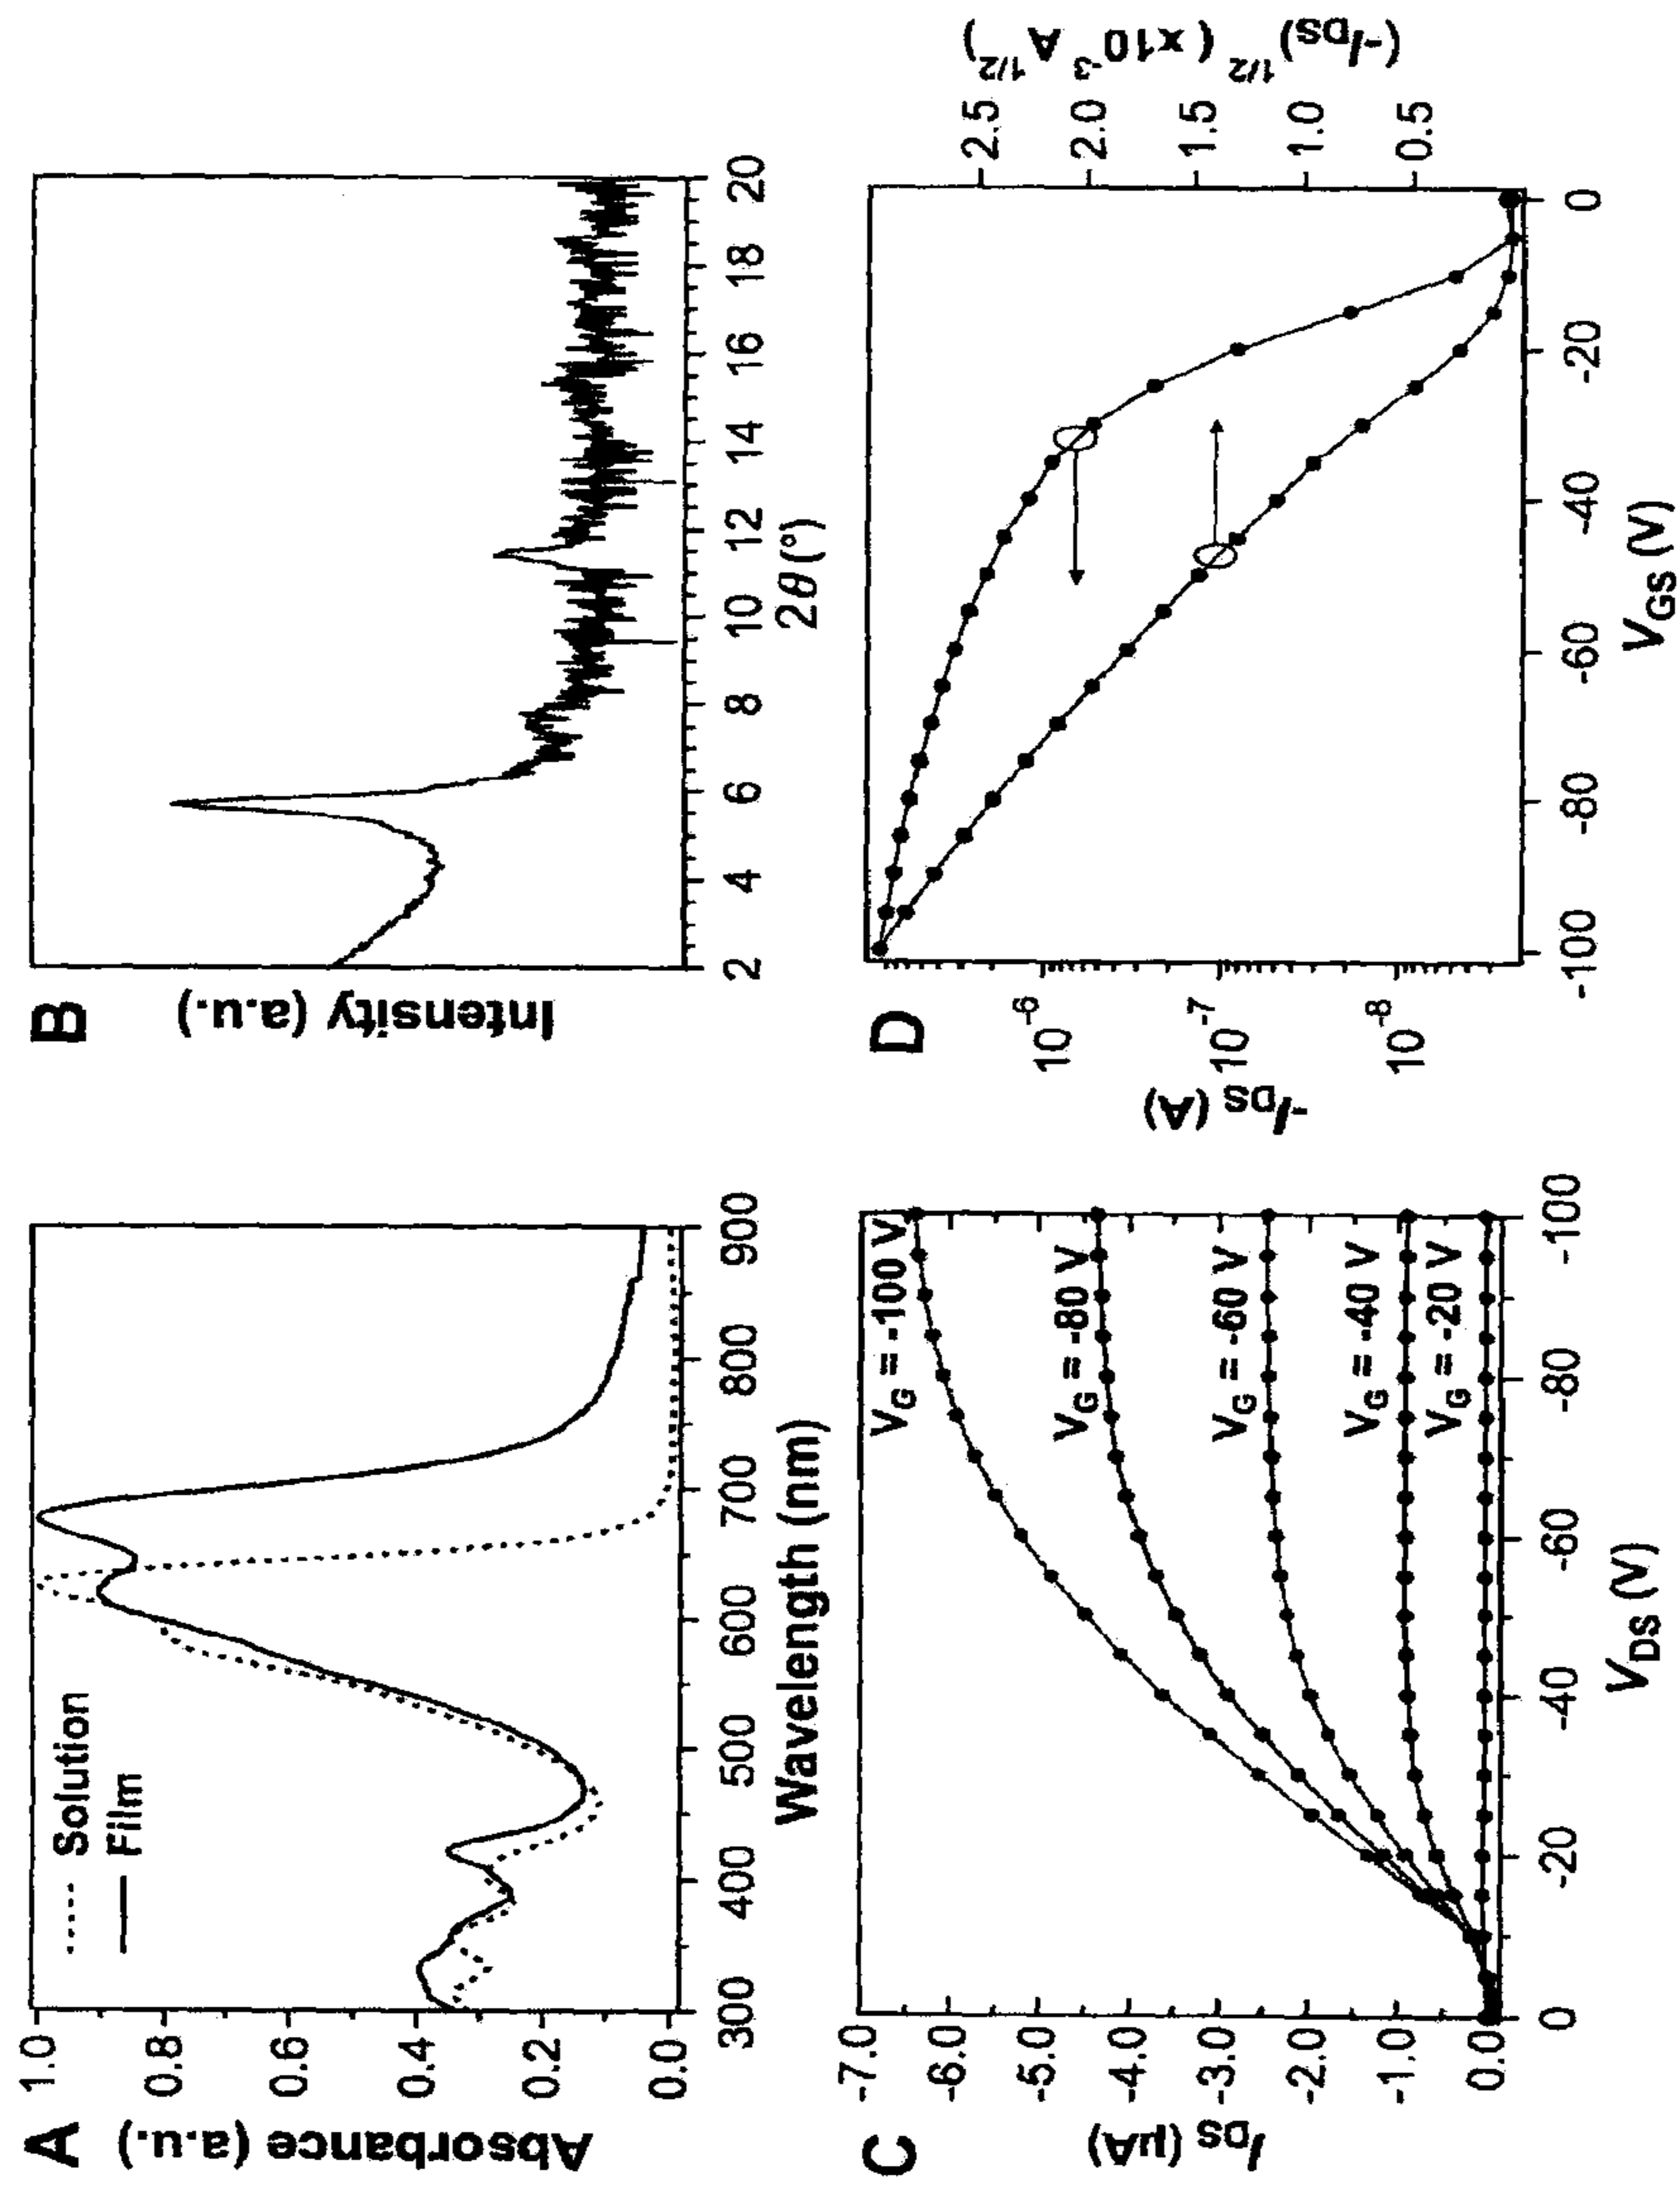 A
Absorbance (a.u.)
1.0
0.8
0.6
0.4
0.2
0.0
Solution
Film
300 400 500 600 700 800 900
Wavelength (nm)
B
Intensity (a.u.)
2 4 6 8 10 12 14 16 18 20
2θ (°)
C
I_DS (µA)
-7.0
-6.0
-5.0
-4.0
-3.0
-2.0
-1.0
0.0
V_G = -100 V
V_G = -80 V
V_G = -60 V
V_G = -40 V
V_G = -20 V
0 -20 -40 -60 -80 -100
V_DS (V)
D
-I_DS (A)
10^-6
10^-7
10^-8
-100 -80 -60 -40 -20 0
V_GS (V)
2.5
2.0
1.5
1.0
0.5
(-I_DS)^1/2 (x10^-3 A^1/2)